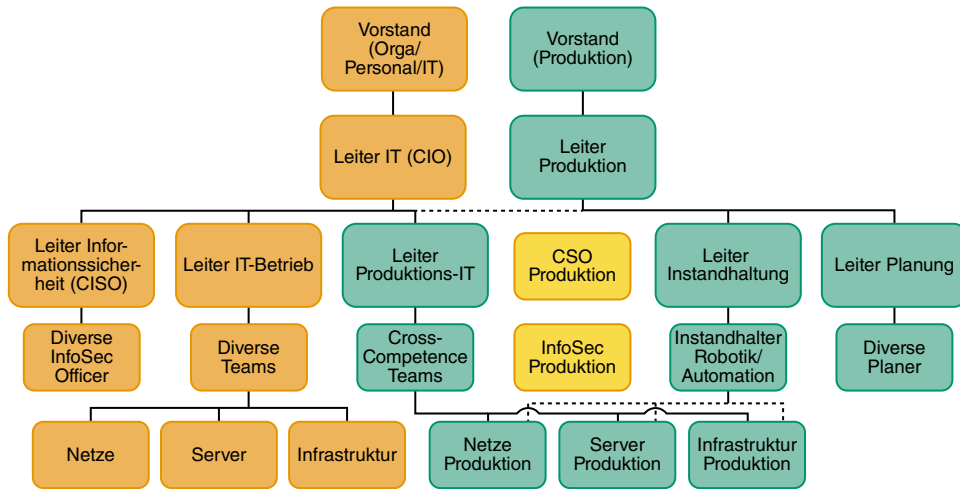 Vorstand
(Orga/
Personal/IT)
Vorstand
(Produktion)
Leiter IT (CIO)
Leiter
Produktion
Leiter Infor-
mationssicher-
heit (CISO)
Leiter IT-Betrieb
Leiter
Produktions-IT
CSO
Produktion
Leiter
Instandhaltung
Leiter Planung
Diverse
InfoSec
Officer
Diverse
Teams
Cross-
Competence
Teams
InfoSec
Produktion
Instandhalter
Robotik/
Automation
Diverse
Planer
Netze
Server
Infrastruktur
Netze
Produktion
Server
Produktion
Infrastruktur
Produktion